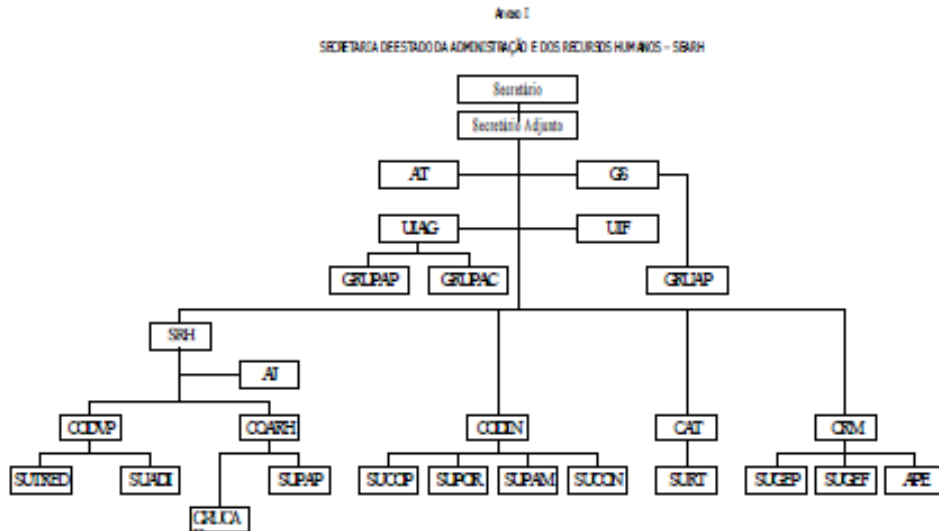 Anexo I
SECRETARIA DE ESTADO DA ADMINISTRAÇÃO E DOS RECURSOS HUMANOS – SEARH
Secretário
Secretário Adjunto
AT
GS
UIAG
UIF
GRUPAP
GRUPAC
GRUAP
SRH
AJ
CODVP
COARH
CODIN
CAT
CRM
SUTRED
SUADI
SUPAP
SUCOP
SUPOR
SUPAM
SUCON
SURT
SUGEP
SUGEF
APE
GRUCA